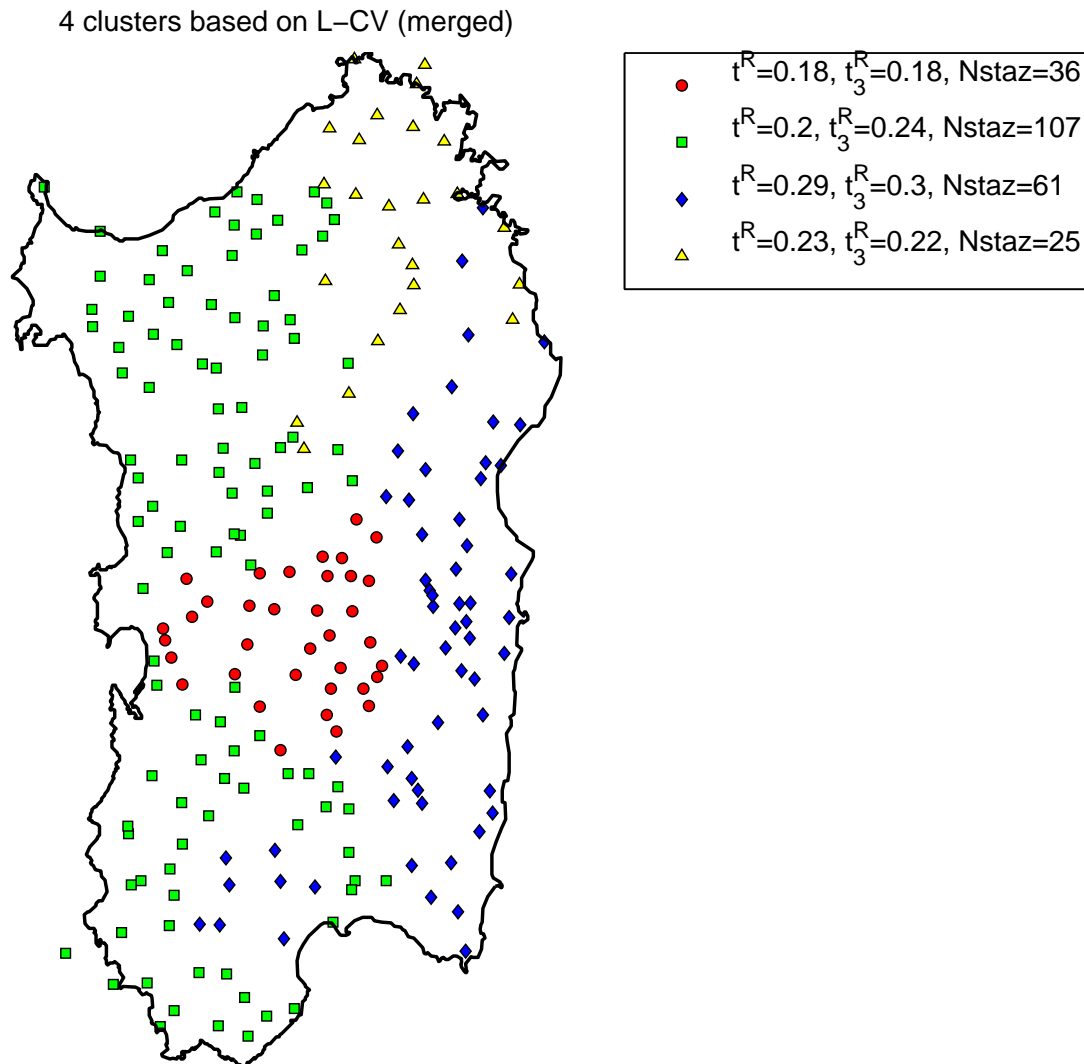 4 clusters based on L−CV (merged)
t^R=0.18, t_3^R=0.18, Nstaz=36
t^R=0.2, t_3^R=0.24, Nstaz=107
t^R=0.29, t_3^R=0.3, Nstaz=61
t^R=0.23, t_3^R=0.22, Nstaz=25